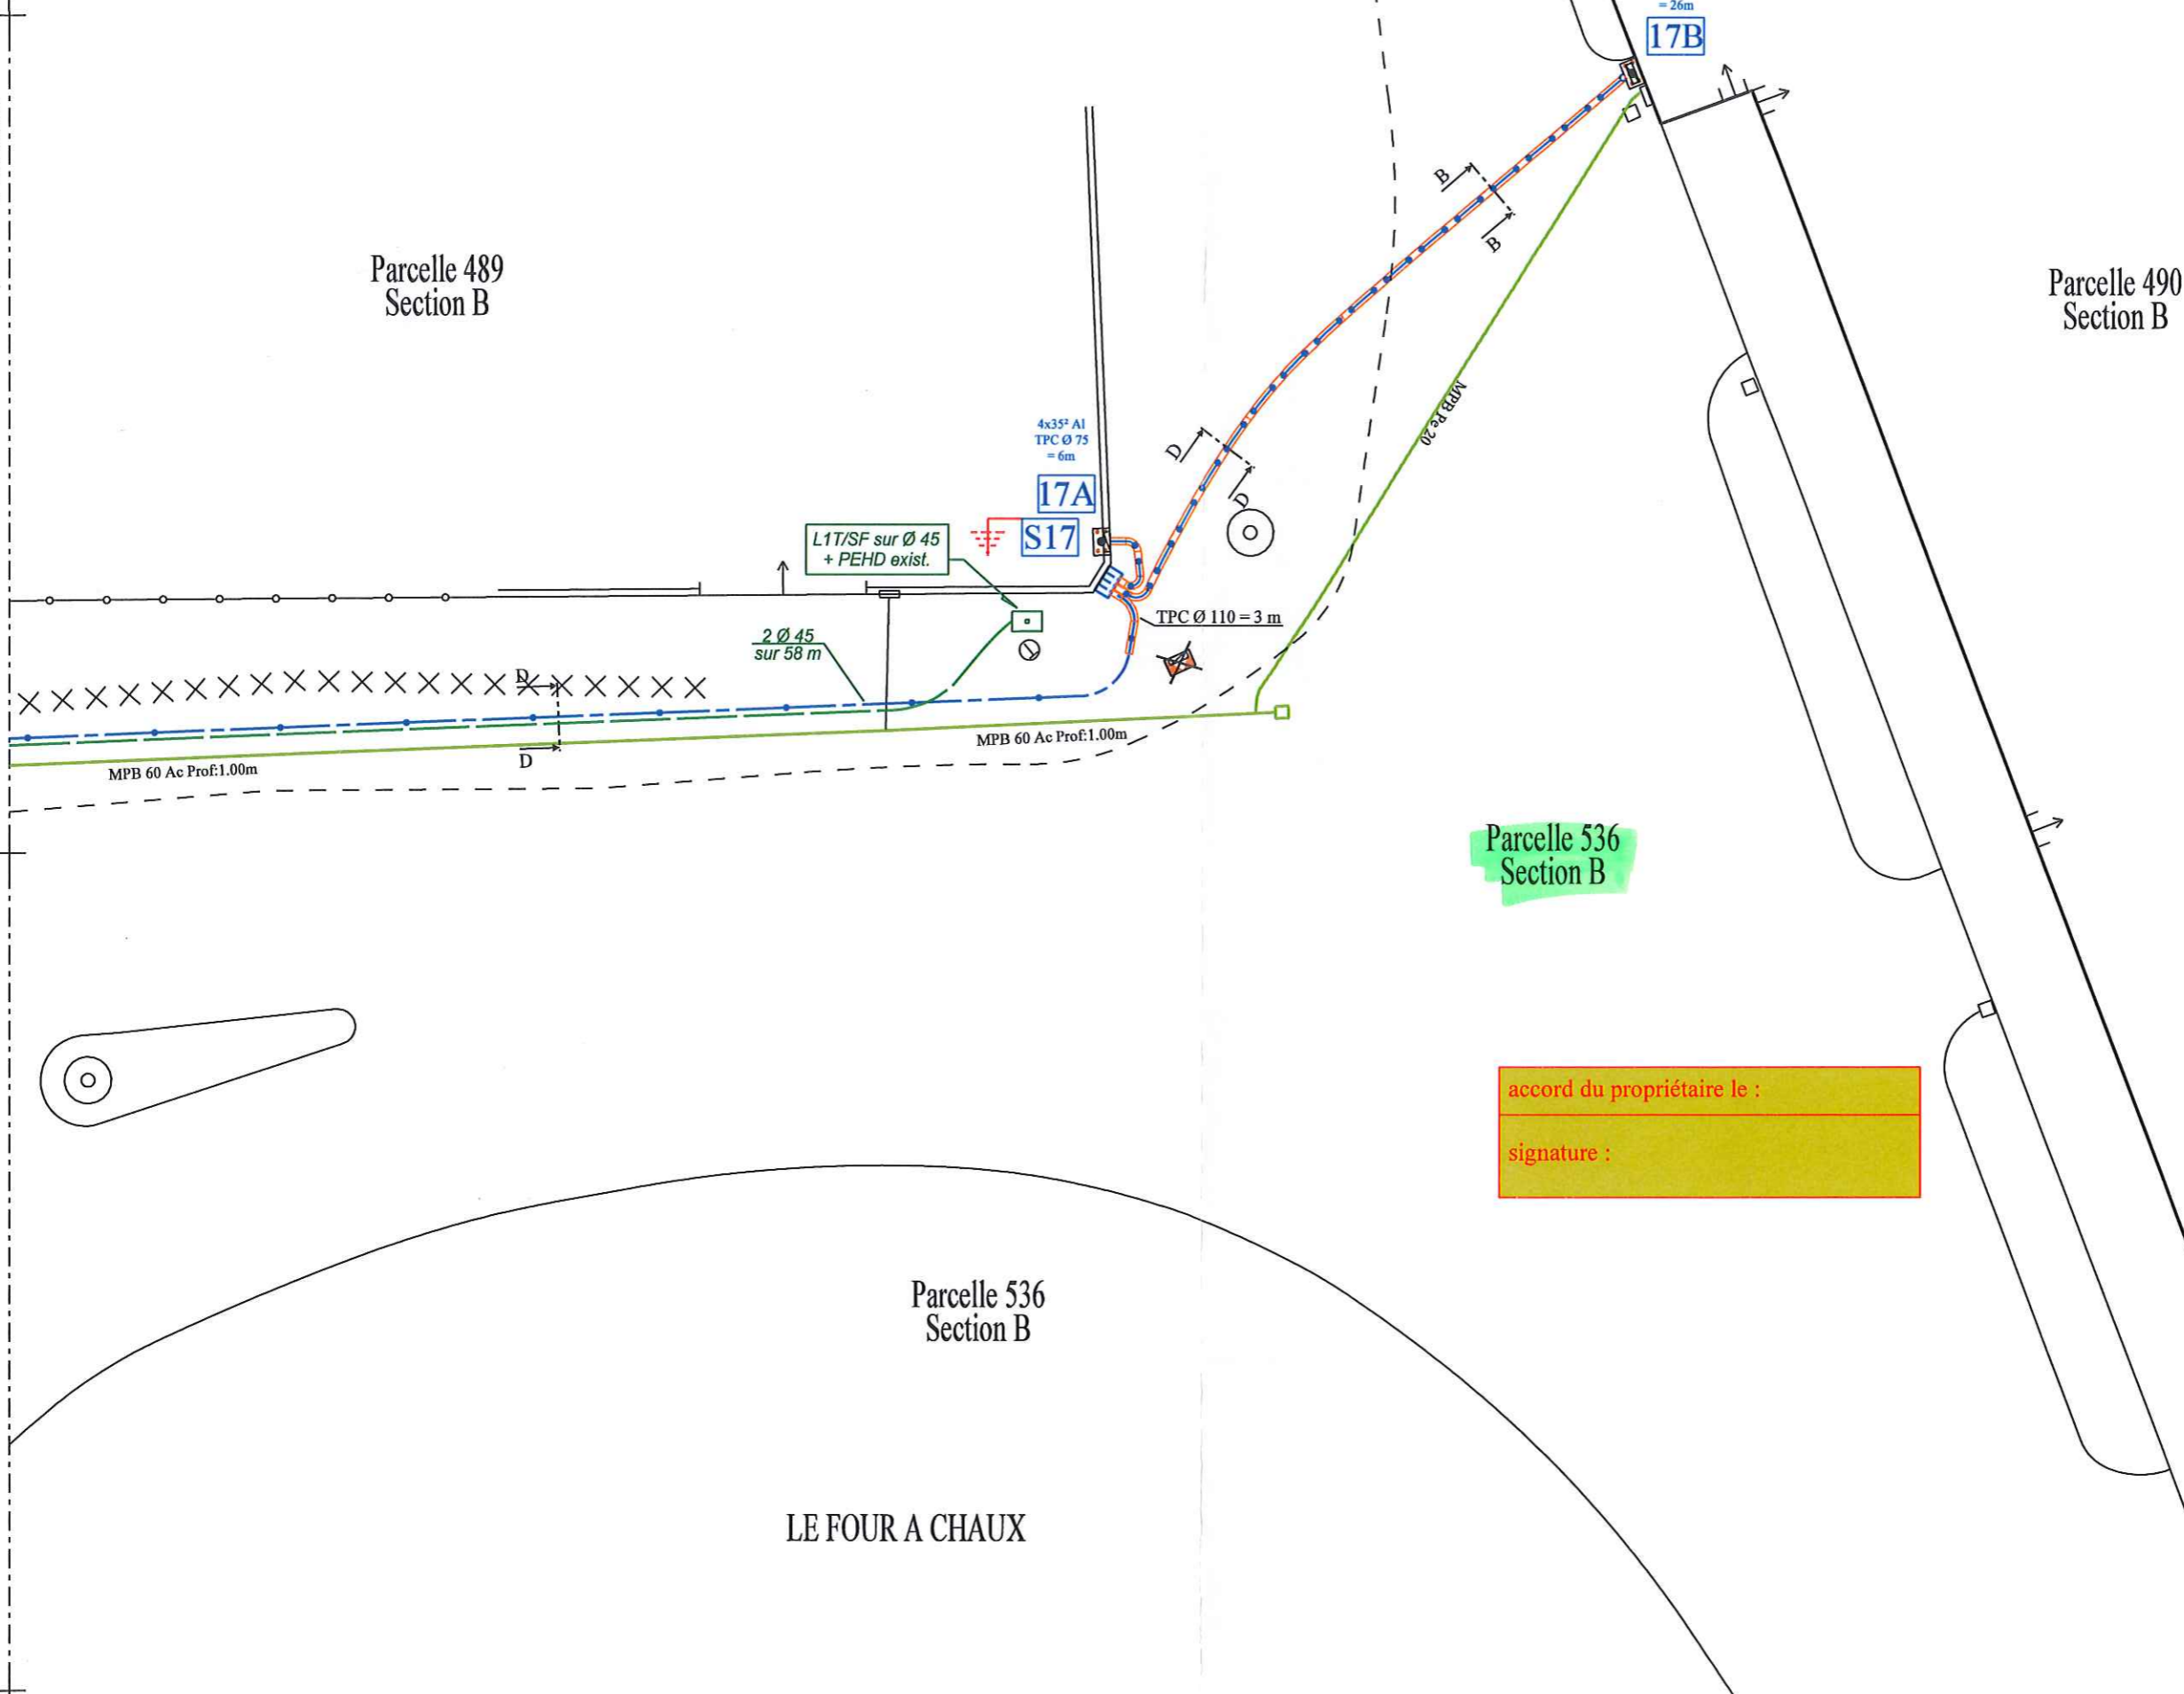 = 26m
17B
B
B
Parcelle 489
Section B
Parcelle 490
Section B
MPB Pe 20
4x35² Al
TPC Ø 75
= 6m
17A
S17
D
D
L1T/SF sur Ø 45
+ PEHD exist.
TPC Ø 110 = 3 m
2 Ø 45
sur 58 m
D
D
MPB 60 Ac Prof:1.00m
MPB 60 Ac Prof:1.00m
Parcelle 536
Section B
accord du propriétaire le :
signature :
Parcelle 536
Section B
LE FOUR A CHAUX